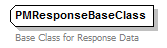 PMResponseBaseClass
Base Class for Response Data